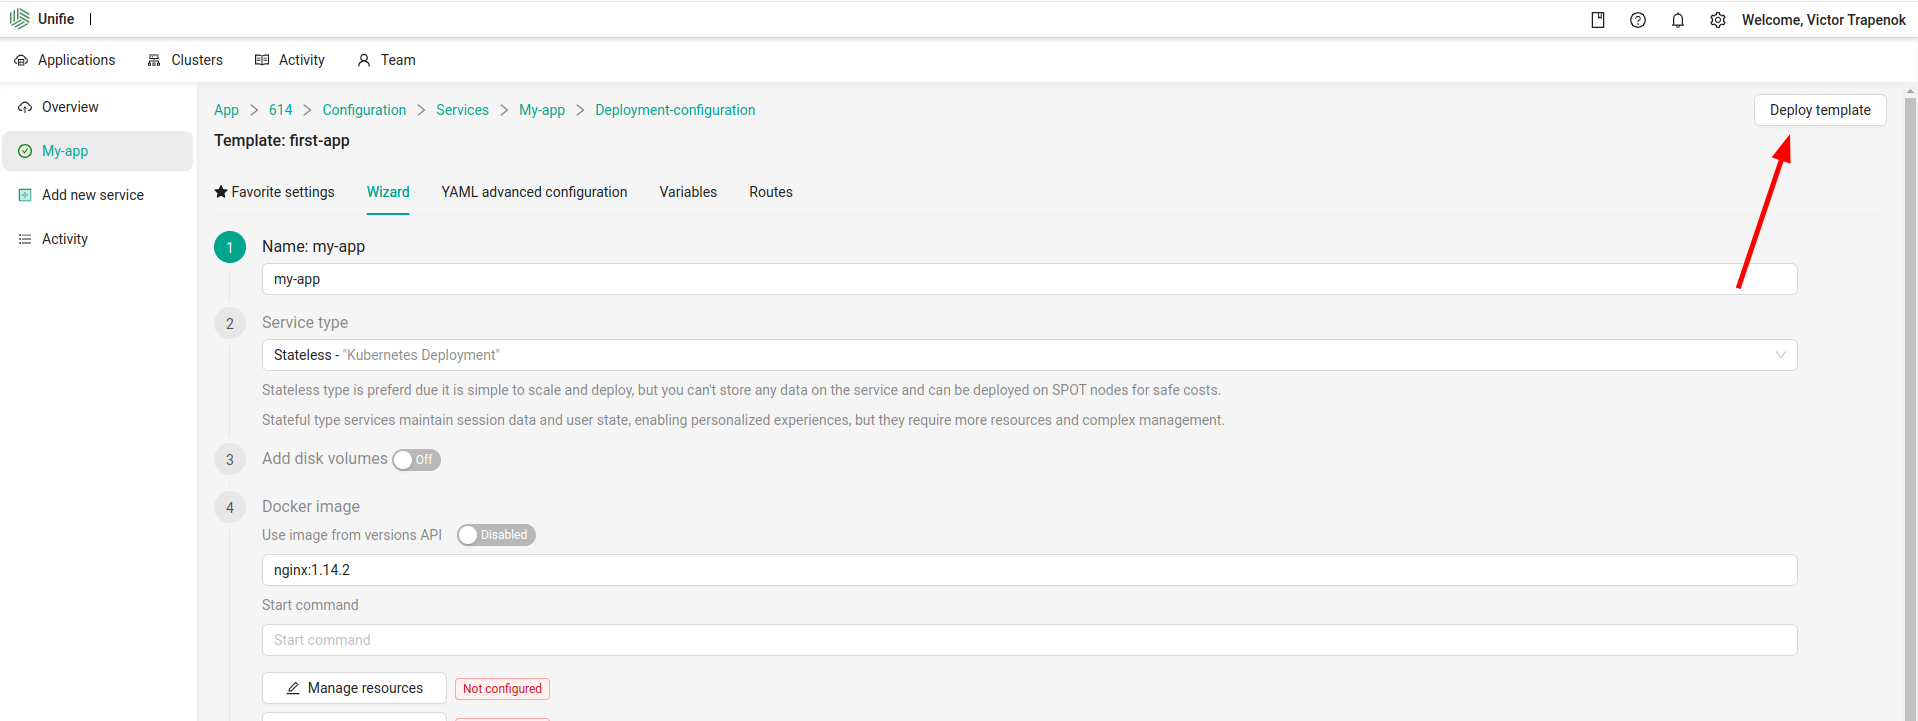 Unifie
Welcome, Victor Trapenok
Applications Clusters Activity Team
Overview
My-app
Add new service
Activity
App > 614 > Configuration > Services > My-app > Deployment-configuration
Deploy template
Template: first-app
Favorite settings Wizard YAML advanced configuration Variables Routes
1 Name: my-app
my-app
2 Service type
Stateless - "Kubernetes Deployment"
Stateless type is preferd due it is simple to scale and deploy, but you can't store any data on the service and can be deployed on SPOT nodes for safe costs.
Stateful type services maintain session data and user state, enabling personalized experiences, but they require more resources and complex management.
3 Add disk volumes Off
4 Docker image
Use image from versions API Disabled
nginx:1.14.2
Start command
Start command
Manage resources Not configured